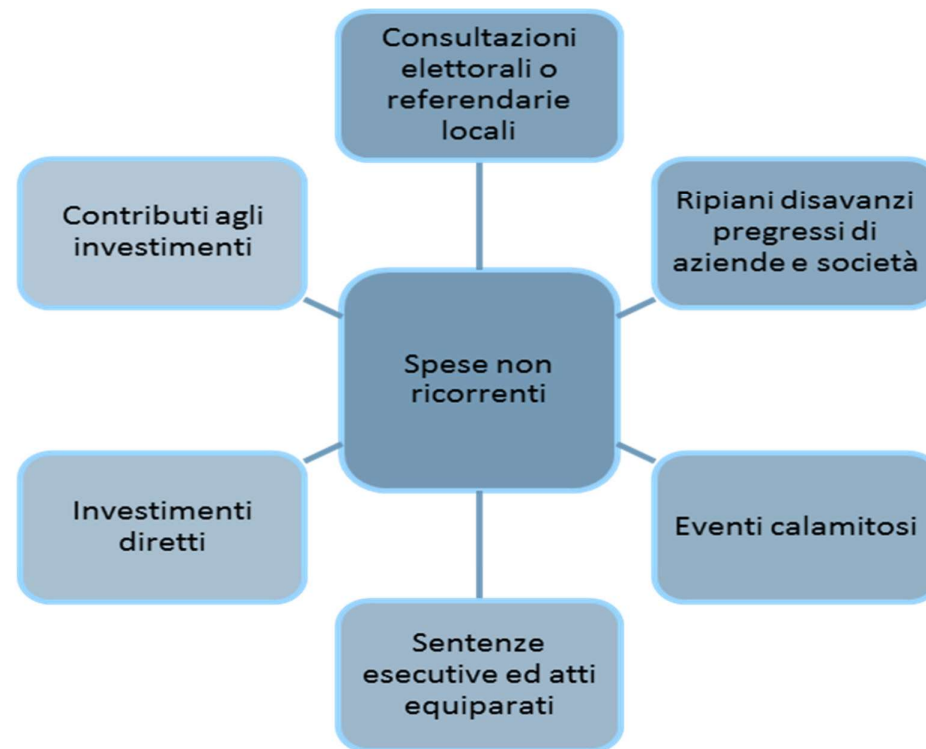 Consultazioni
elettorali o
referendarie
locali
Contributi agli
investimenti
Ripiani disavanzi
pregressi di
aziende e società
Spese non
ricorrenti
Investimenti
diretti
Eventi calamitosi
Sentenze
esecutive ed atti
equiparati